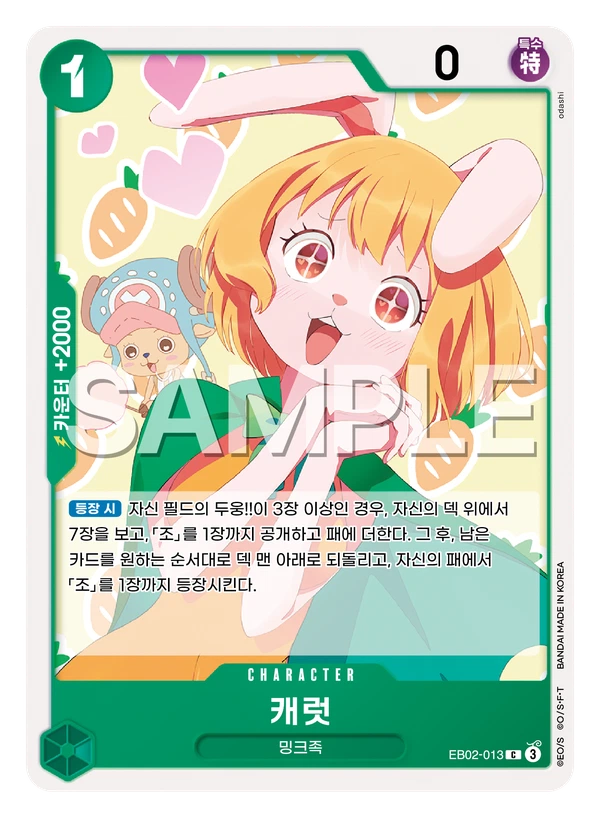 1
0
특수
特
odashi
카운터 +2000
SAMPLE
등장 시 자신 필드의 두웅!!이 3장 이상인 경우, 자신의 덱 위에서
7장을 보고, 「조」를 1장까지 공개하고 패에 더한다. 그 후, 남은
카드를 원하는 순서대로 덱 맨 아래로 되돌리고, 자신의 패에서
「조」를 1장까지 등장시킨다.
CHARACTER
캐럿
밍크족
EB02-013 C 3
©EO/S ©O/S·F·T BANDAI MADE IN KOREA